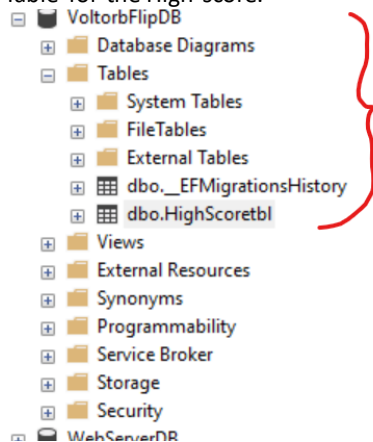 Table for the High-score.
VoltorbFlipDB
Database Diagrams
Tables
System Tables
FileTables
External Tables
dbo.__EFMigrationsHistory
dbo.HighScoretbl
Views
External Resources
Synonyms
Programmability
Service Broker
Storage
Security
WebServerDB